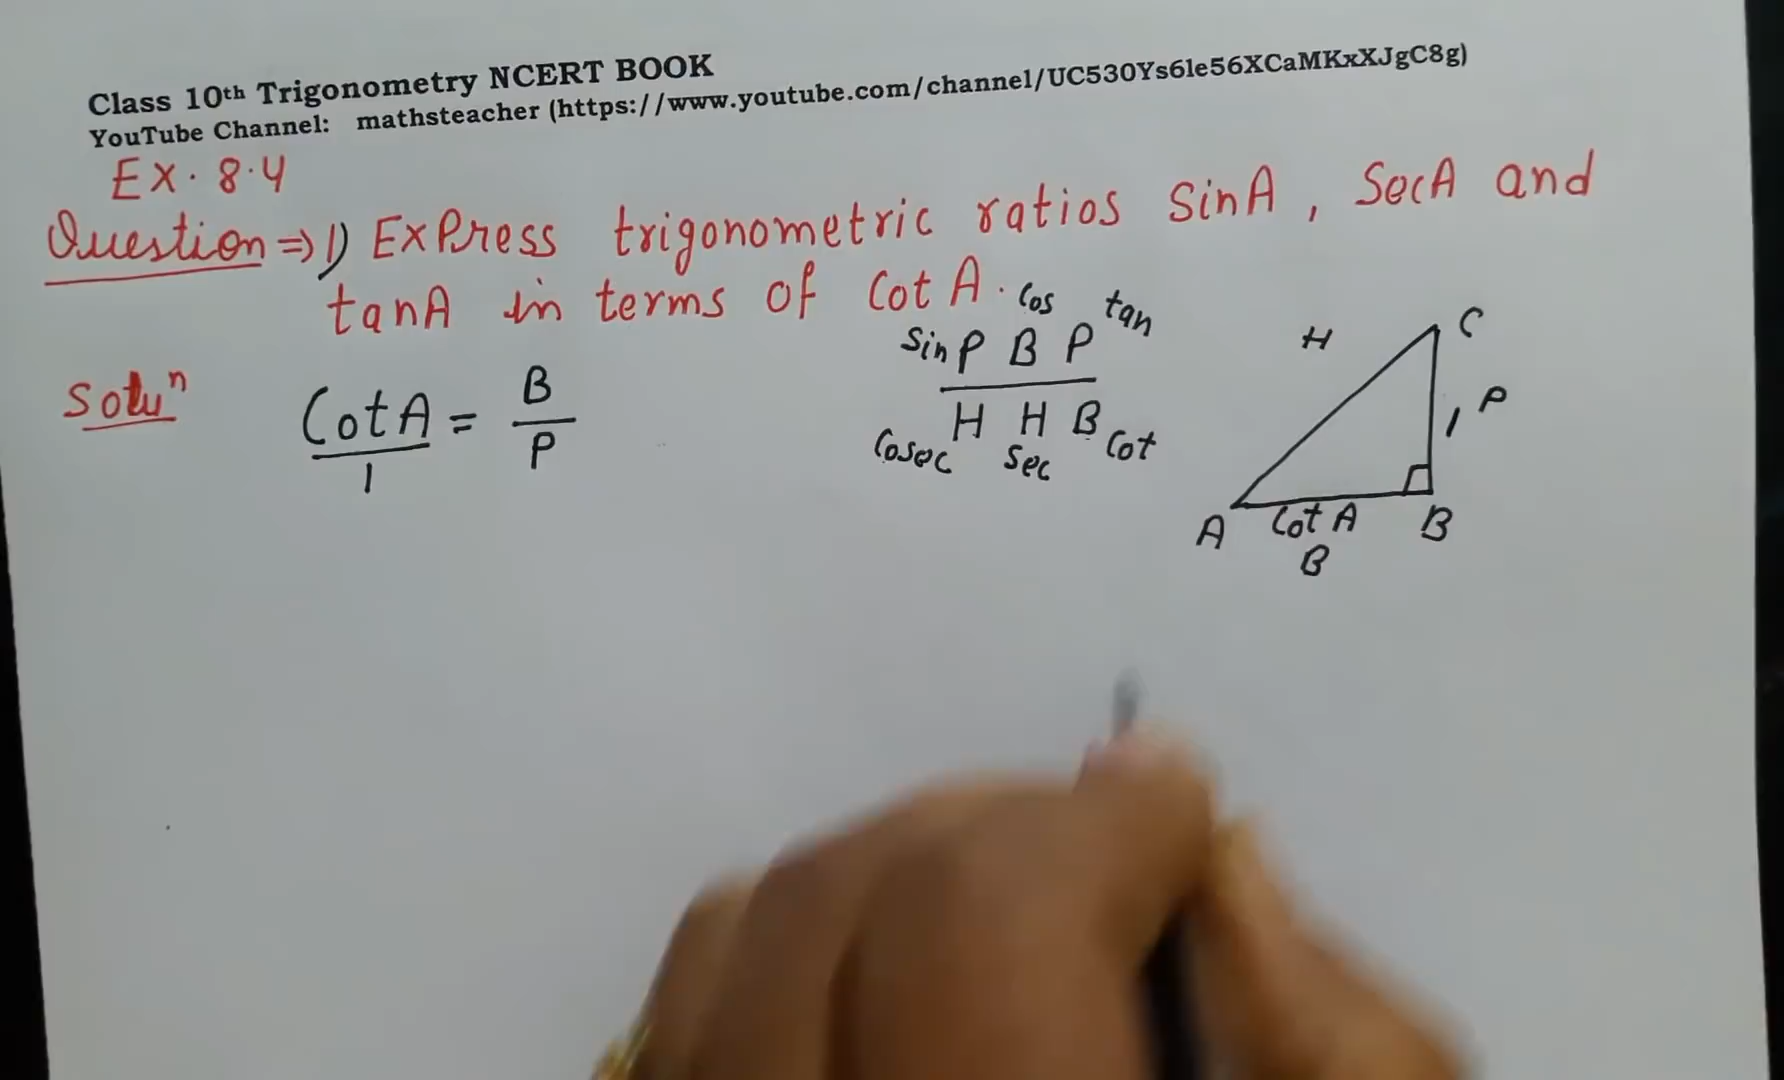 Class 10th Trigonometry NCERT BOOK
YouTube Channel: mathsteacher (https://www.youtube.com/channel/UC530Ys6le56XCaMKxXJgC8g)
Ex. 8.4
Question ⇒ 1) Express trigonometric ratios SinA, SecA and
tanA in terms of Cot A.
Cos tan
Sin P B P
H H B
Cosec Sec Cot
Solun
CotA = B
1 P
H C
1 P
A Cot A B
B